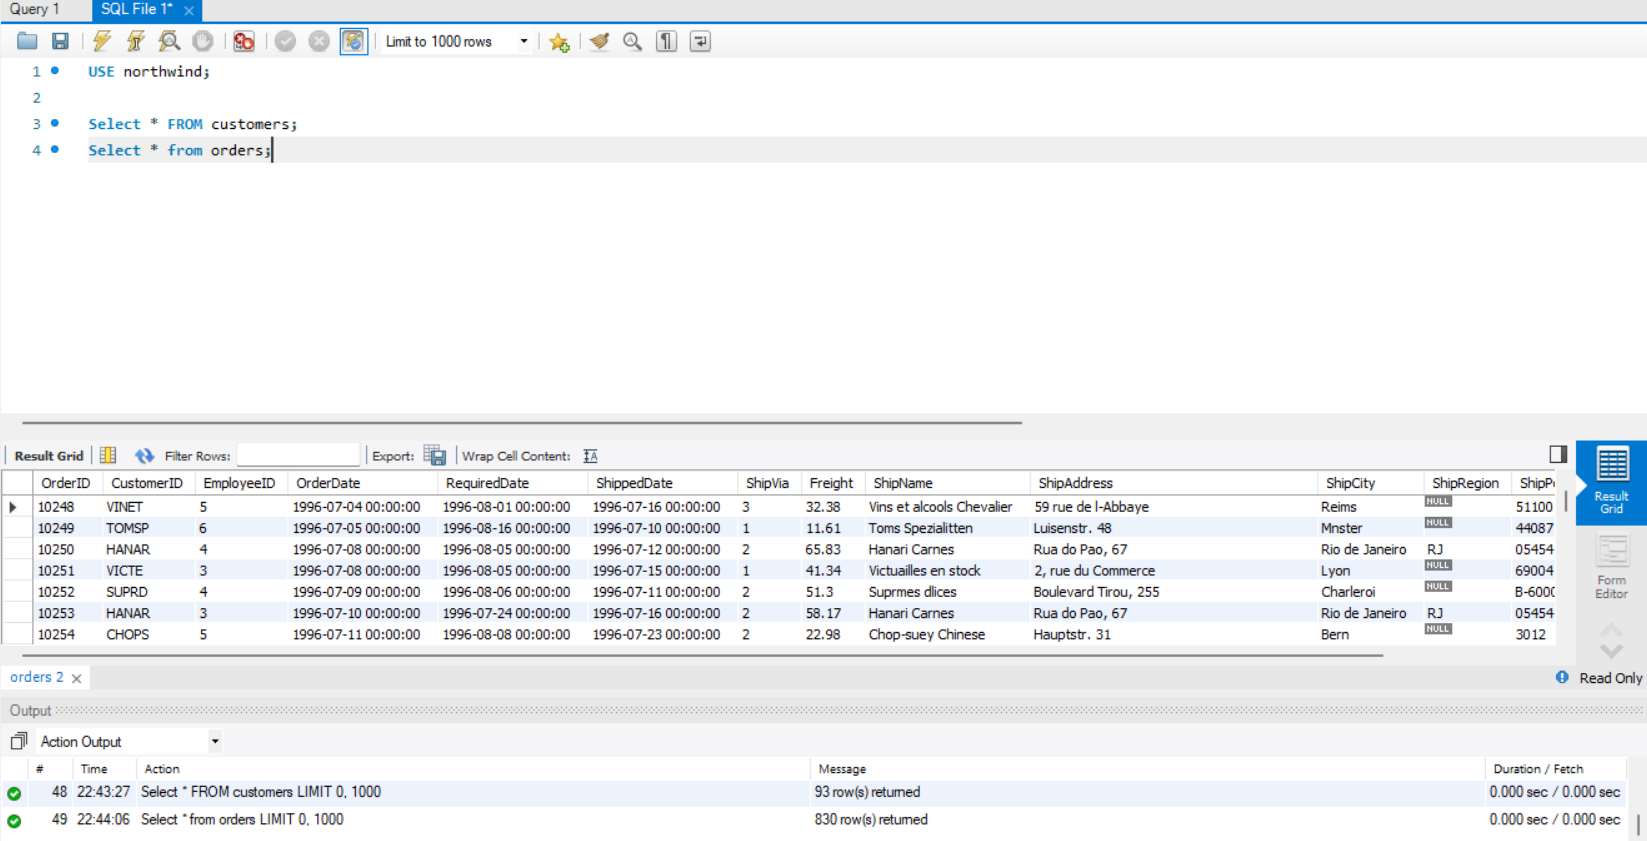 Query 1 SQL File 1*
Limit to 1000 rows
1 USE northwind;
2
3 Select * FROM customers;
4 Select * from orders;
Result Grid Filter Rows: Export: Wrap Cell Content:
OrderID CustomerID EmployeeID OrderDate RequiredDate ShippedDate ShipVia Freight ShipName ShipAddress ShipCity ShipRegion
10248 VINET 5 1996-07-04 00:00:00 1996-08-01 00:00:00 1996-07-16 00:00:00 3 32.38 Vins et alcools Chevalier 59 rue de l-Abbaye Reims NULL 51100
10249 TOMSP 6 1996-07-05 00:00:00 1996-08-16 00:00:00 1996-07-10 00:00:00 1 11.61 Toms Spezialitten Luisenstr. 48 Mnster NULL 44087
10250 HANAR 4 1996-07-08 00:00:00 1996-08-05 00:00:00 1996-07-12 00:00:00 2 65.83 Hanari Carnes Rua do Pao, 67 Rio de Janeiro RJ 05454
10251 VICTE 3 1996-07-08 00:00:00 1996-08-05 00:00:00 1996-07-15 00:00:00 1 41.34 Victuailles en stock 2, rue du Commerce Lyon NULL 69004
10252 SUPRD 4 1996-07-09 00:00:00 1996-08-06 00:00:00 1996-07-11 00:00:00 2 51.3 Suprmes dlices Boulevard Tirou, 255 Charleroi NULL B-600
10253 HANAR 3 1996-07-10 00:00:00 1996-07-24 00:00:00 1996-07-16 00:00:00 2 58.17 Hanari Carnes Rua do Pao, 67 Rio de Janeiro RJ 05454
10254 CHOPS 5 1996-07-11 00:00:00 1996-08-08 00:00:00 1996-07-23 00:00:00 2 22.98 Chop-suey Chinese Hauptstr. 31 Bern NULL 3012
Result
Grid
Form
Editor
orders 2 Read Only
Output
Action Output
# Time Action Message Duration / Fetch
48 22:43:27 Select * FROM customers LIMIT 0, 1000 93 row(s) returned 0.000 sec / 0.000 sec
49 22:44:06 Select * from orders LIMIT 0, 1000 830 row(s) returned 0.000 sec / 0.000 sec